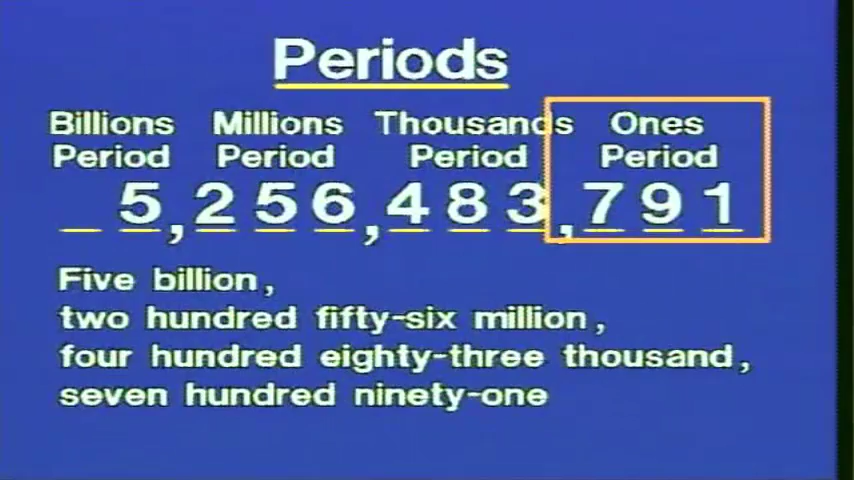 Periods
Billions Millions Thousands Ones
Period Period Period Period
_ 5,256,483,791
Five billion,
two hundred fifty-six million,
four hundred eighty-three thousand,
seven hundred ninety-one